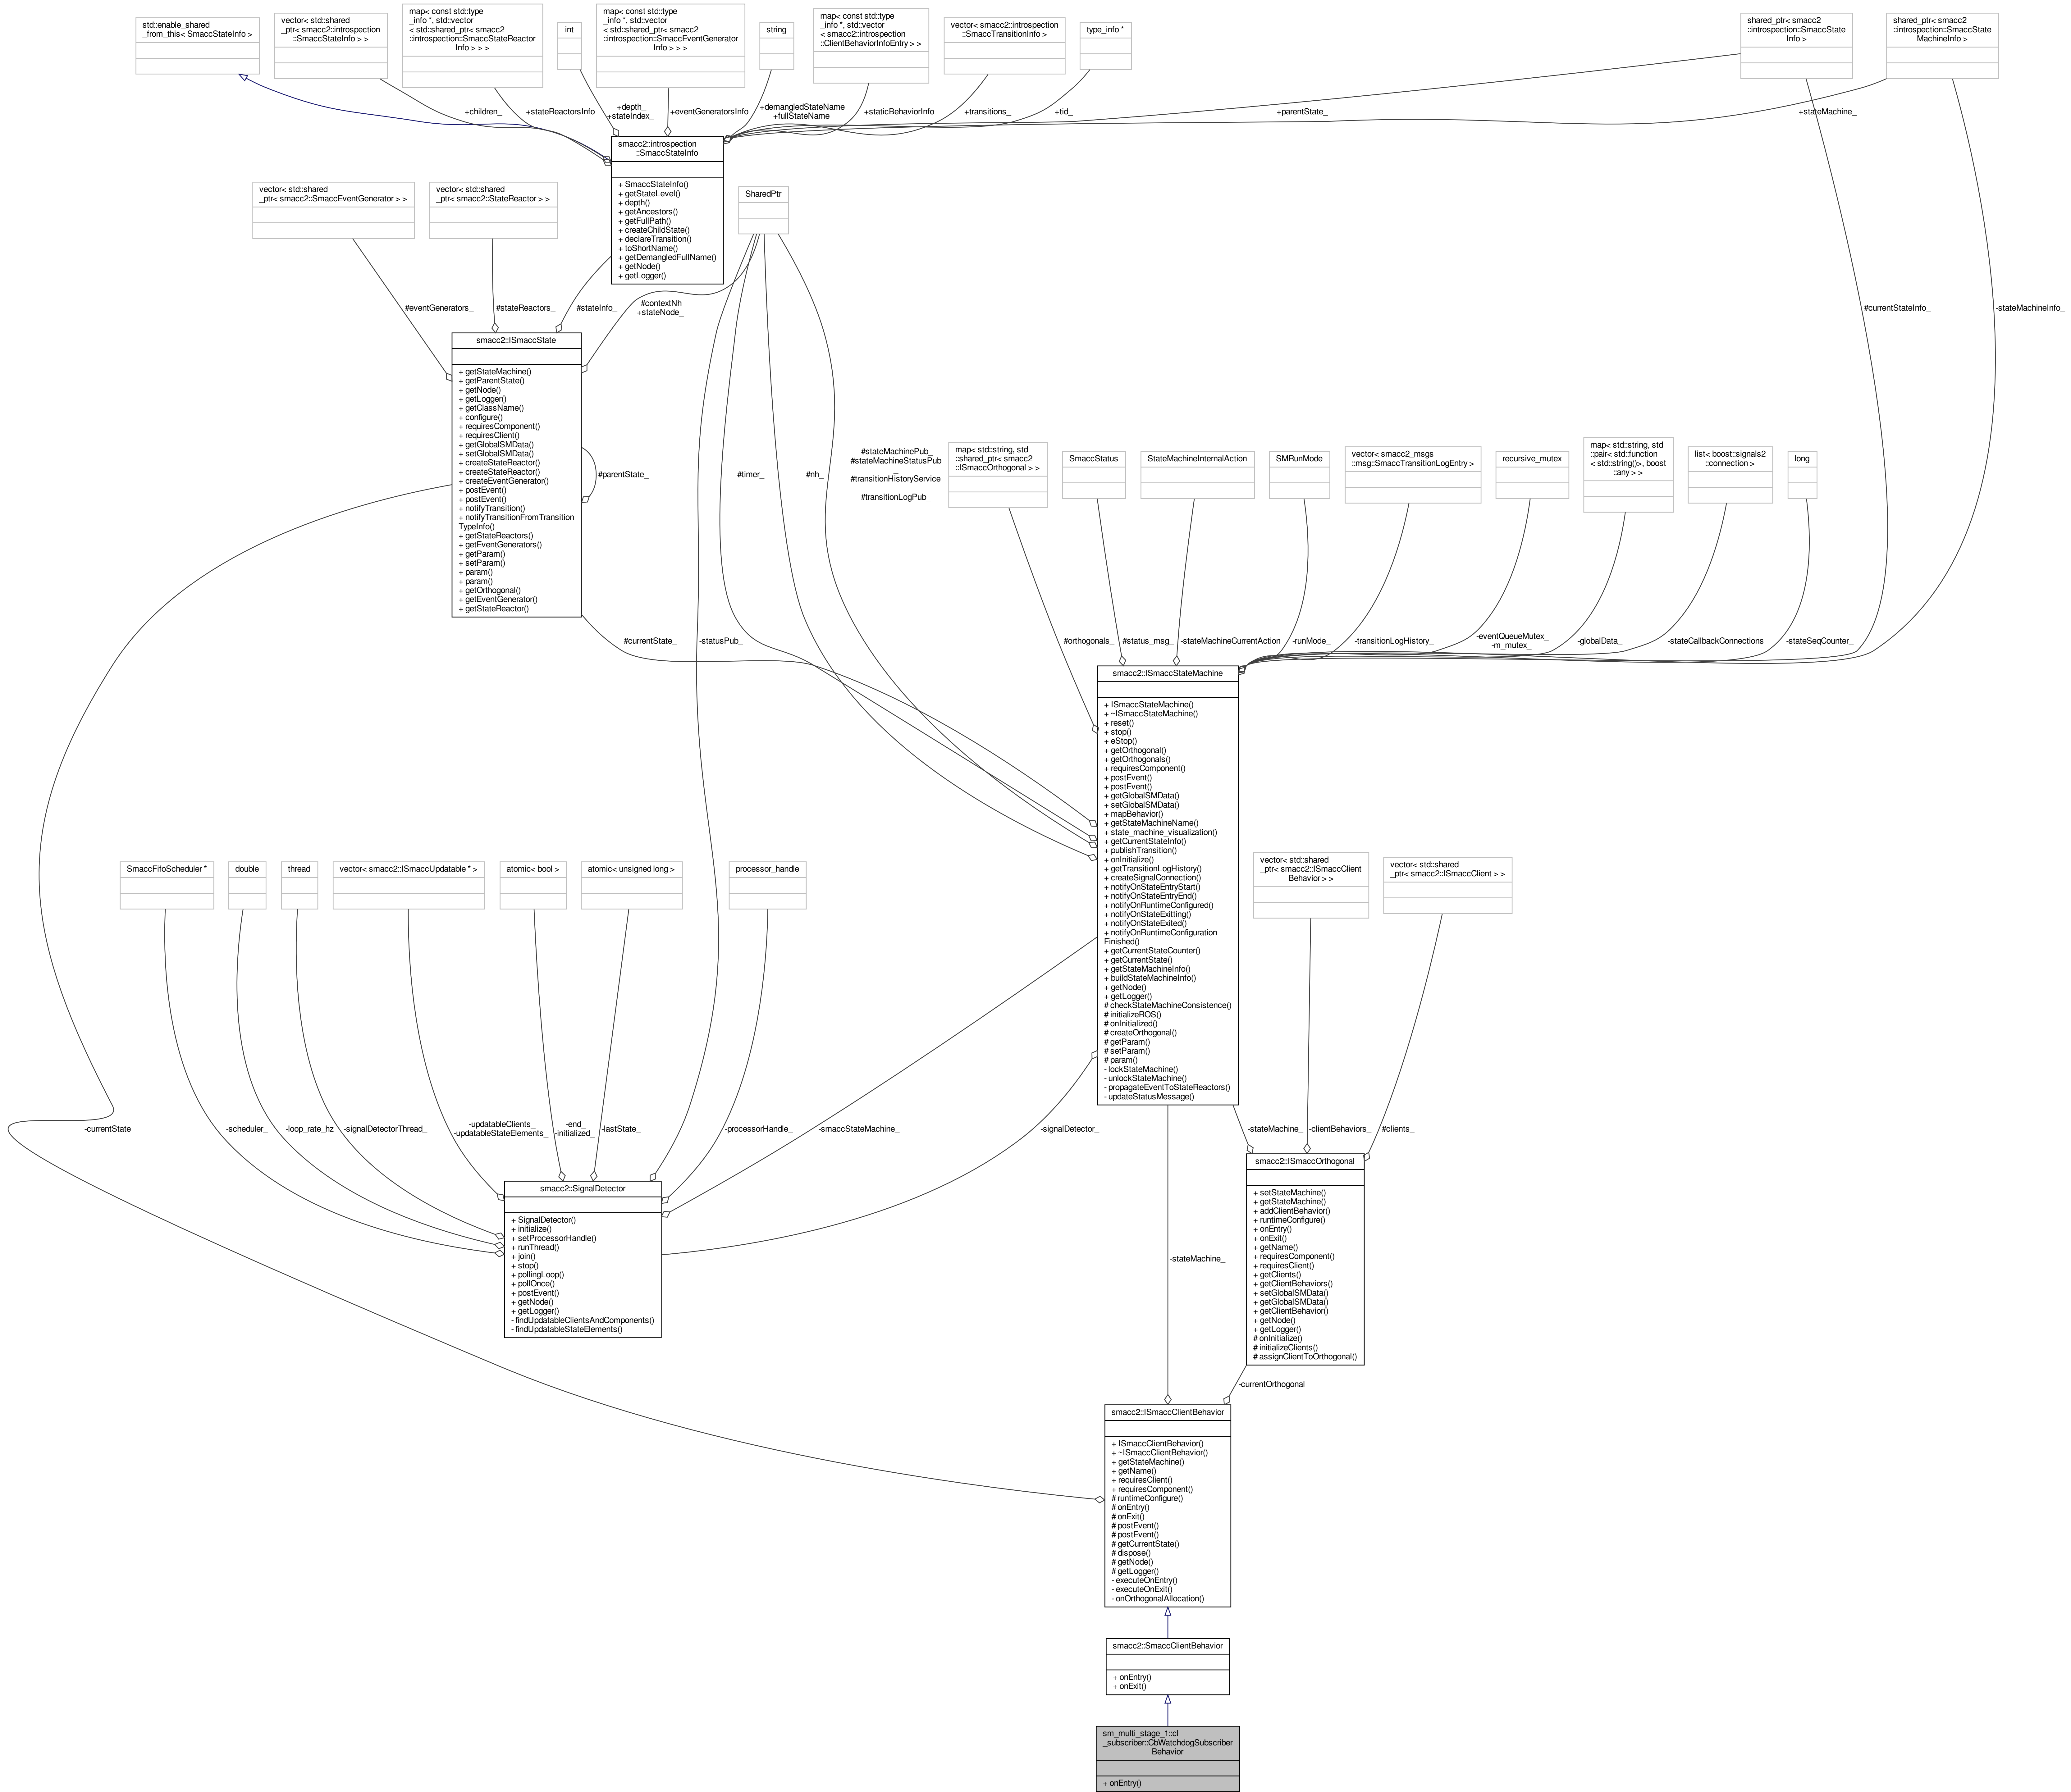 std::enable_shared
_from_this< SmaccStateInfo >
vector< std::shared
_ptr< smacc2::introspection
::SmaccStateInfo > >
map< const std::type
_info *, std::vector
< std::shared_ptr< smacc2
::introspection::SmaccStateReactor
Info > > >
int
map< const std::type
_info *, std::vector
< std::shared_ptr< smacc2
::introspection::SmaccEventGenerator
Info > > >
string
map< const std::type
_info *, std::vector
< smacc2::introspection
::ClientBehaviorInfoEntry > >
vector< smacc2::introspection
::SmaccTransitionInfo >
type_info *
shared_ptr< smacc2
::introspection::SmaccState
Info >
shared_ptr< smacc2
::introspection::SmaccState
MachineInfo >
+children_
+stateReactorsInfo
+depth_
+stateIndex_
+eventGeneratorsInfo
+demangledStateName
+fullStateName
+staticBehaviorInfo
+transitions_
+tid_
+parentState_
+stateMachine_
smacc2::introspection
::SmaccStateInfo
+ SmaccStateInfo()
+ getStateLevel()
+ depth()
+ getAncestors()
+ getFullPath()
+ createChildState()
+ declareTransition()
+ toShortName()
+ getDemangledFullName()
+ getNode()
+ getLogger()
vector< std::shared
_ptr< smacc2::SmaccEventGenerator > >
vector< std::shared
_ptr< smacc2::StateReactor > >
SharedPtr
#eventGenerators_
#stateReactors_
#stateInfo_
#contextNh
+stateNode_
#currentStateInfo_
-stateMachineInfo_
smacc2::ISmaccState
+ getStateMachine()
+ getParentState()
+ getNode()
+ getLogger()
+ getClassName()
+ configure()
+ requiresComponent()
+ requiresClient()
+ getGlobalSMData()
+ setGlobalSMData()
+ createStateReactor()
+ createStateReactor()
+ createEventGenerator()
+ postEvent()
+ postEvent()
+ notifyTransition()
+ notifyTransitionFromTransition
TypeInfo()
+ getStateReactors()
+ getEventGenerators()
+ getParam()
+ setParam()
+ param()
+ param()
+ getOrthogonal()
+ getEventGenerator()
+ getStateReactor()
#parentState_
#timer_
#nh_
#stateMachinePub_
#stateMachineStatusPub
_
#transitionHistoryService
_
#transitionLogPub_
map< std::string, std
::shared_ptr< smacc2
::ISmaccOrthogonal > >
SmaccStatus
StateMachineInternalAction
SMRunMode
vector< smacc2_msgs
::msg::SmaccTransitionLogEntry >
recursive_mutex
map< std::string, std
::pair< std::function
< std::string()>, boost
::any > >
list< boost::signals2
::connection >
long
#currentState_
-statusPub_
#orthogonals_
#status_msg_
-stateMachineCurrentAction
-runMode_
-transitionLogHistory_
-eventQueueMutex_
-m_mutex_
-globalData_
-stateCallbackConnections
-stateSeqCounter_
smacc2::ISmaccStateMachine
+ ISmaccStateMachine()
+ ~ISmaccStateMachine()
+ reset()
+ stop()
+ eStop()
+ getOrthogonal()
+ getOrthogonals()
+ requiresComponent()
+ postEvent()
+ postEvent()
+ getGlobalSMData()
+ setGlobalSMData()
+ mapBehavior()
+ getStateMachineName()
+ state_machine_visualization()
+ getCurrentStateInfo()
+ publishTransition()
+ onInitialize()
+ getTransitionLogHistory()
+ createSignalConnection()
+ notifyOnStateEntryStart()
+ notifyOnStateEntryEnd()
+ notifyOnRuntimeConfigured()
+ notifyOnStateExitting()
+ notifyOnStateExited()
+ notifyOnRuntimeConfiguration
Finished()
+ getCurrentStateCounter()
+ getCurrentState()
+ getStateMachineInfo()
+ buildStateMachineInfo()
+ getNode()
+ getLogger()
# checkStateMachineConsistence()
# initializeROS()
# onInitialized()
# createOrthogonal()
# getParam()
# setParam()
# param()
- lockStateMachine()
- unlockStateMachine()
- propagateEventToStateReactors()
- updateStatusMessage()
SmaccFifoScheduler *
double
thread
vector< smacc2::ISmaccUpdatable * >
atomic< bool >
atomic< unsigned long >
processor_handle
vector< std::shared
_ptr< smacc2::ISmaccClient
Behavior > >
vector< std::shared
_ptr< smacc2::ISmaccClient > >
-currentState
-scheduler_
-loop_rate_hz
-signalDetectorThread_
-updatableClients_
-updatableStateElements_
-end_
-initialized_
-lastState_
-processorHandle_
-smaccStateMachine_
-signalDetector_
-stateMachine_
-clientBehaviors_
#clients_
smacc2::SignalDetector
+ SignalDetector()
+ initialize()
+ setProcessorHandle()
+ runThread()
+ join()
+ stop()
+ pollingLoop()
+ pollOnce()
+ postEvent()
+ getNode()
+ getLogger()
- findUpdatableClientsAndComponents()
- findUpdatableStateElements()
smacc2::ISmaccOrthogonal
+ setStateMachine()
+ getStateMachine()
+ addClientBehavior()
+ runtimeConfigure()
+ onEntry()
+ onExit()
+ getName()
+ requiresComponent()
+ requiresClient()
+ getClients()
+ getClientBehaviors()
+ setGlobalSMData()
+ getGlobalSMData()
+ getClientBehavior()
+ getNode()
+ getLogger()
# onInitialize()
# initializeClients()
# assignClientToOrthogonal()
-stateMachine_
-currentOrthogonal
smacc2::ISmaccClientBehavior
+ ISmaccClientBehavior()
+ ~ISmaccClientBehavior()
+ getStateMachine()
+ getName()
+ requiresClient()
+ requiresComponent()
# runtimeConfigure()
# onEntry()
# onExit()
# postEvent()
# postEvent()
# getCurrentState()
# dispose()
# getNode()
# getLogger()
- executeOnEntry()
- executeOnExit()
- onOrthogonalAllocation()
smacc2::SmaccClientBehavior
+ onEntry()
+ onExit()
sm_multi_stage_1::cl
_subscriber::CbWatchdogSubscriber
Behavior
+ onEntry()